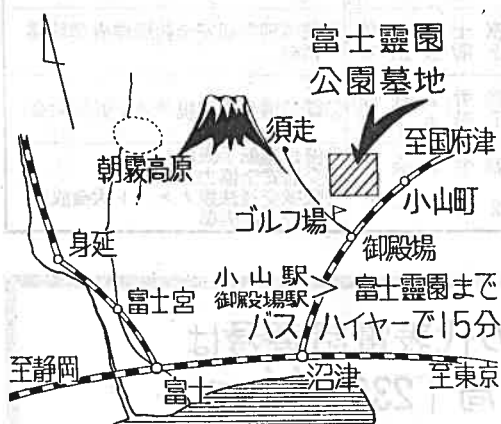 富士靈園
公園墓地
須走
至国府津
朝霧高原
小山町
ゴルフ場
御殿場
身延
小山駅
御殿場駅
富士靈園まで
富士宮
バス
ハイヤーで15分
至静岡
富士
沼津
至東京